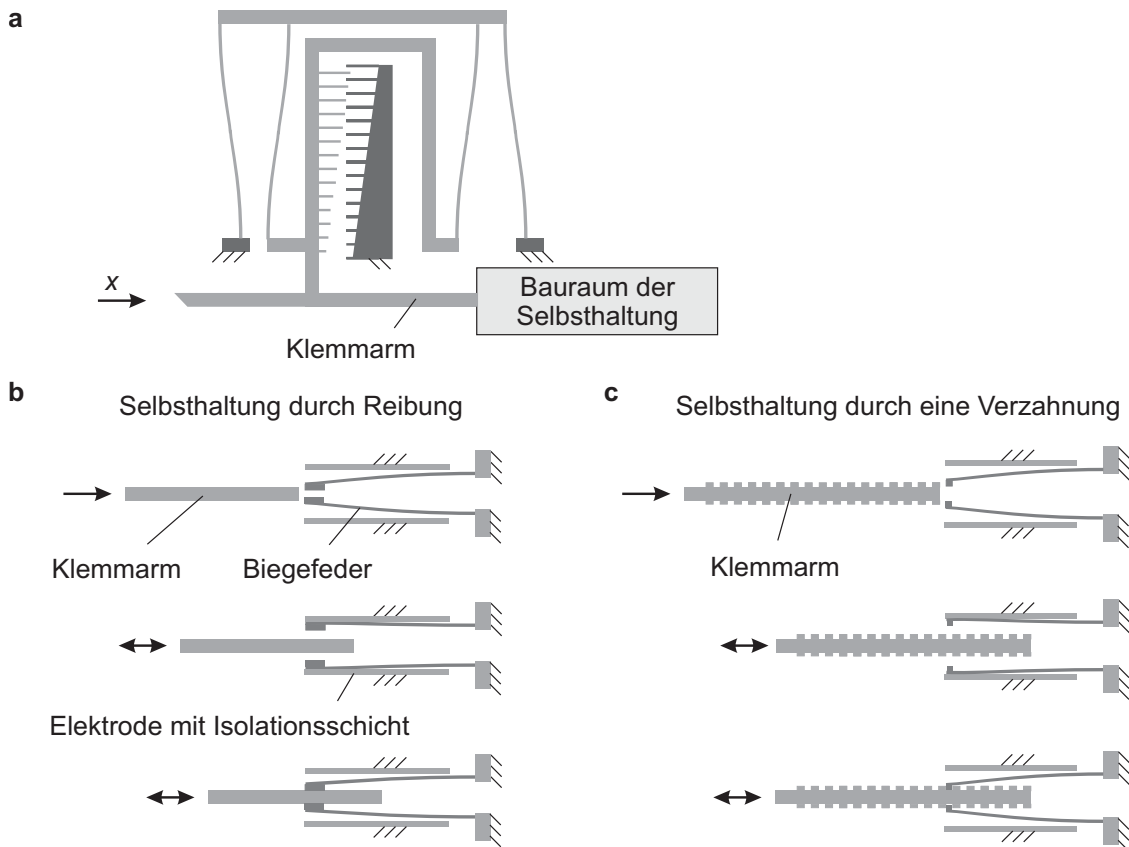 a
x
Bauraum der
Selbsthaltung
Klemmarm
b
Selbsthaltung durch Reibung
Klemmarm
Biegefeder
Elektrode mit Isolationsschicht
c
Selbsthaltung durch eine Verzahnung
Klemmarm